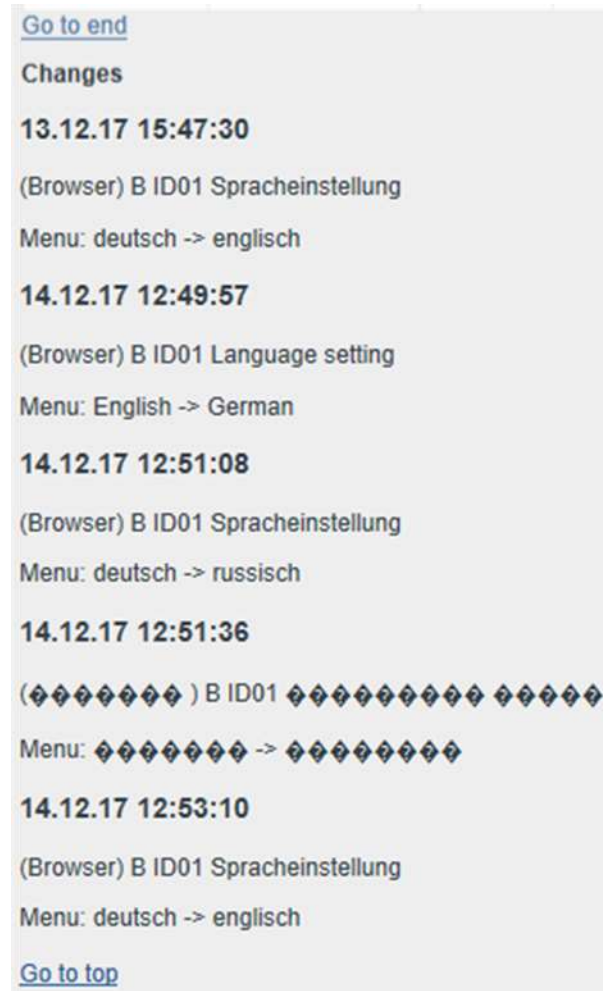 Go to end
Changes
13.12.17 15:47:30
(Browser) B ID01 Spracheinstellung
Menu: deutsch -> englisch
14.12.17 12:49:57
(Browser) B ID01 Language setting
Menu: English -> German
14.12.17 12:51:08
(Browser) B ID01 Spracheinstellung
Menu: deutsch -> russisch
14.12.17 12:51:36
(������� ) B ID01 ��������� �����
Menu: ������� -> ��������
14.12.17 12:53:10
(Browser) B ID01 Spracheinstellung
Menu: deutsch -> englisch
Go to top